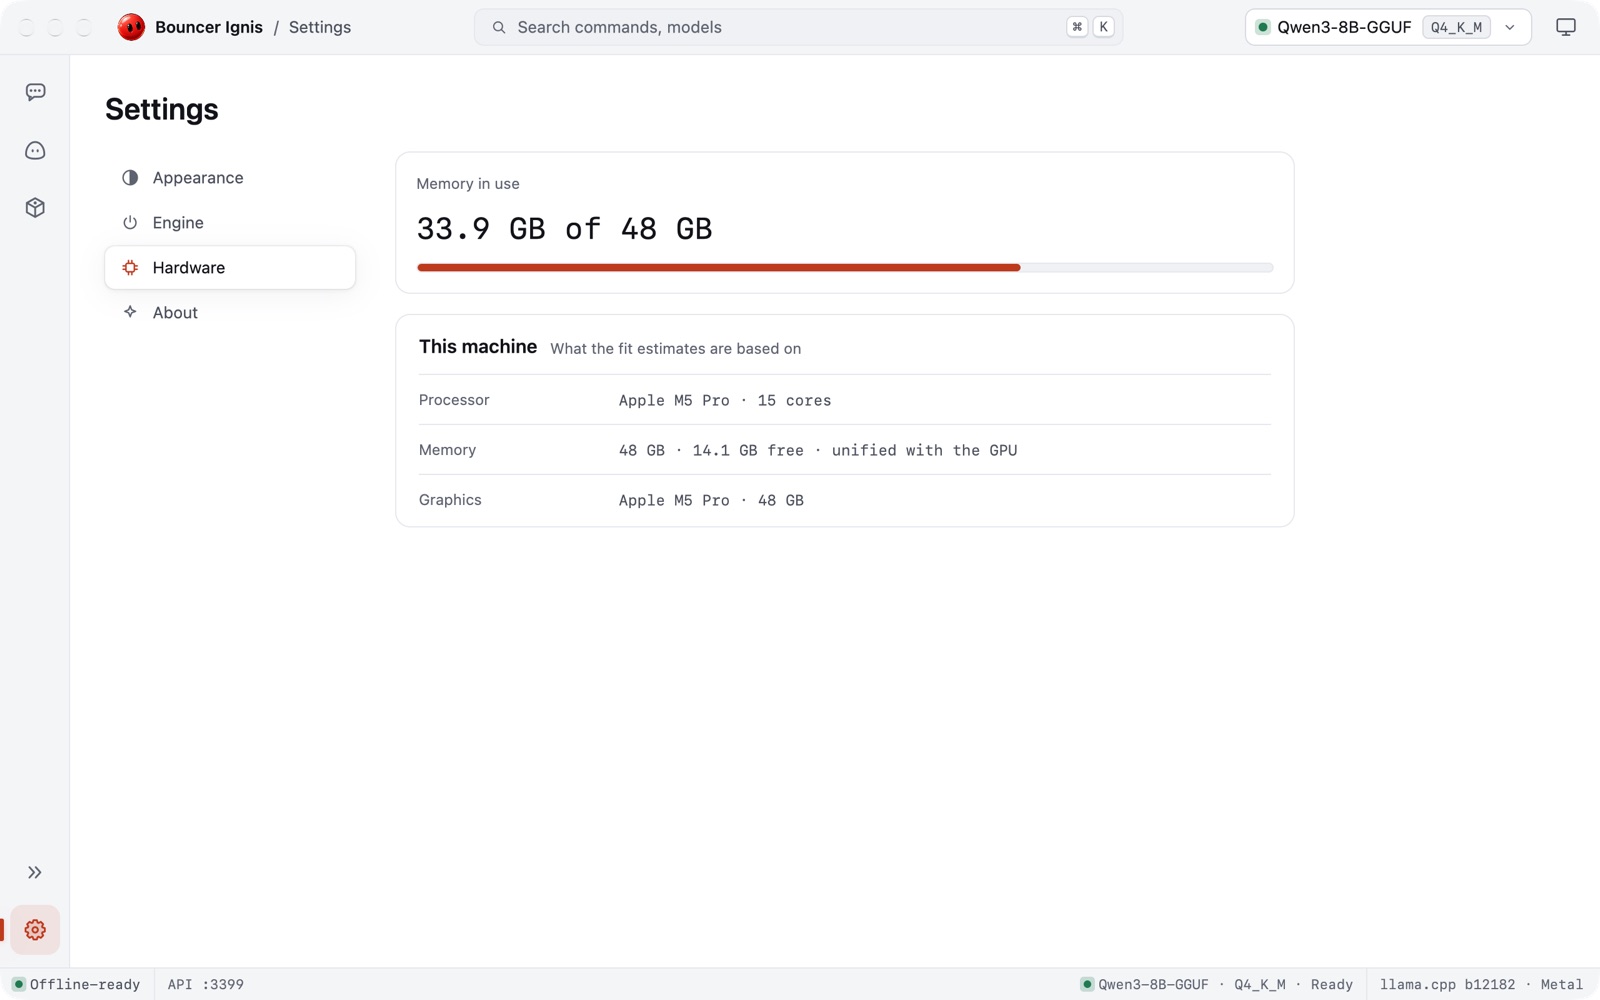 Bouncer Ignis / Settings
Search commands, models
⌘ K
Qwen3-8B-GGUF Q4_K_M
Settings
Appearance
Engine
Hardware
About
Memory in use
33.9 GB of 48 GB
This machine What the fit estimates are based on
Processor Apple M5 Pro · 15 cores
Memory 48 GB · 14.1 GB free · unified with the GPU
Graphics Apple M5 Pro · 48 GB
Offline-ready
API :3399
Qwen3-8B-GGUF · Q4_K_M · Ready
llama.cpp b12182 · Metal